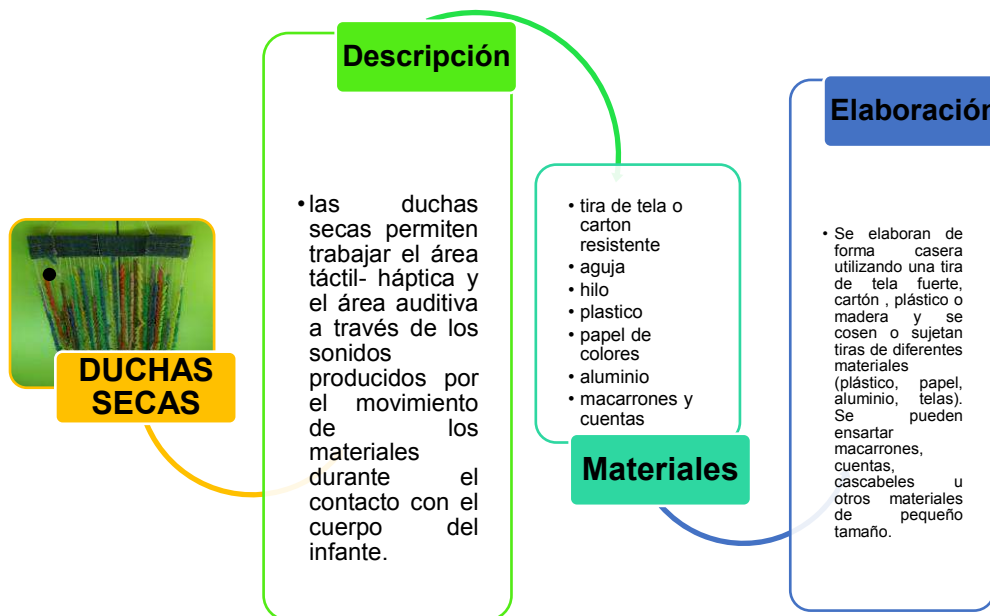 DUCHAS
SECAS
Descripción
• las duchas
secas permiten
trabajar el área
táctil- háptica y
el área auditiva
a través de los
sonidos
producidos por
el movimiento
de los
materiales
durante el
contacto con el
cuerpo del
infante.
• tira de tela o
carton
resistente
• aguja
• hilo
• plastico
• papel de
colores
• aluminio
• macarrones y
cuentas
Materiales
Elaboración
• Se elaboran de
forma casera
utilizando una tira
de tela fuerte,
cartón , plástico o
madera y se
cosen o sujetan
tiras de diferentes
materiales
(plástico, papel,
aluminio, telas).
Se pueden
ensartar
macarrones,
cuentas,
cascabeles u
otros materiales
de pequeño
tamaño.